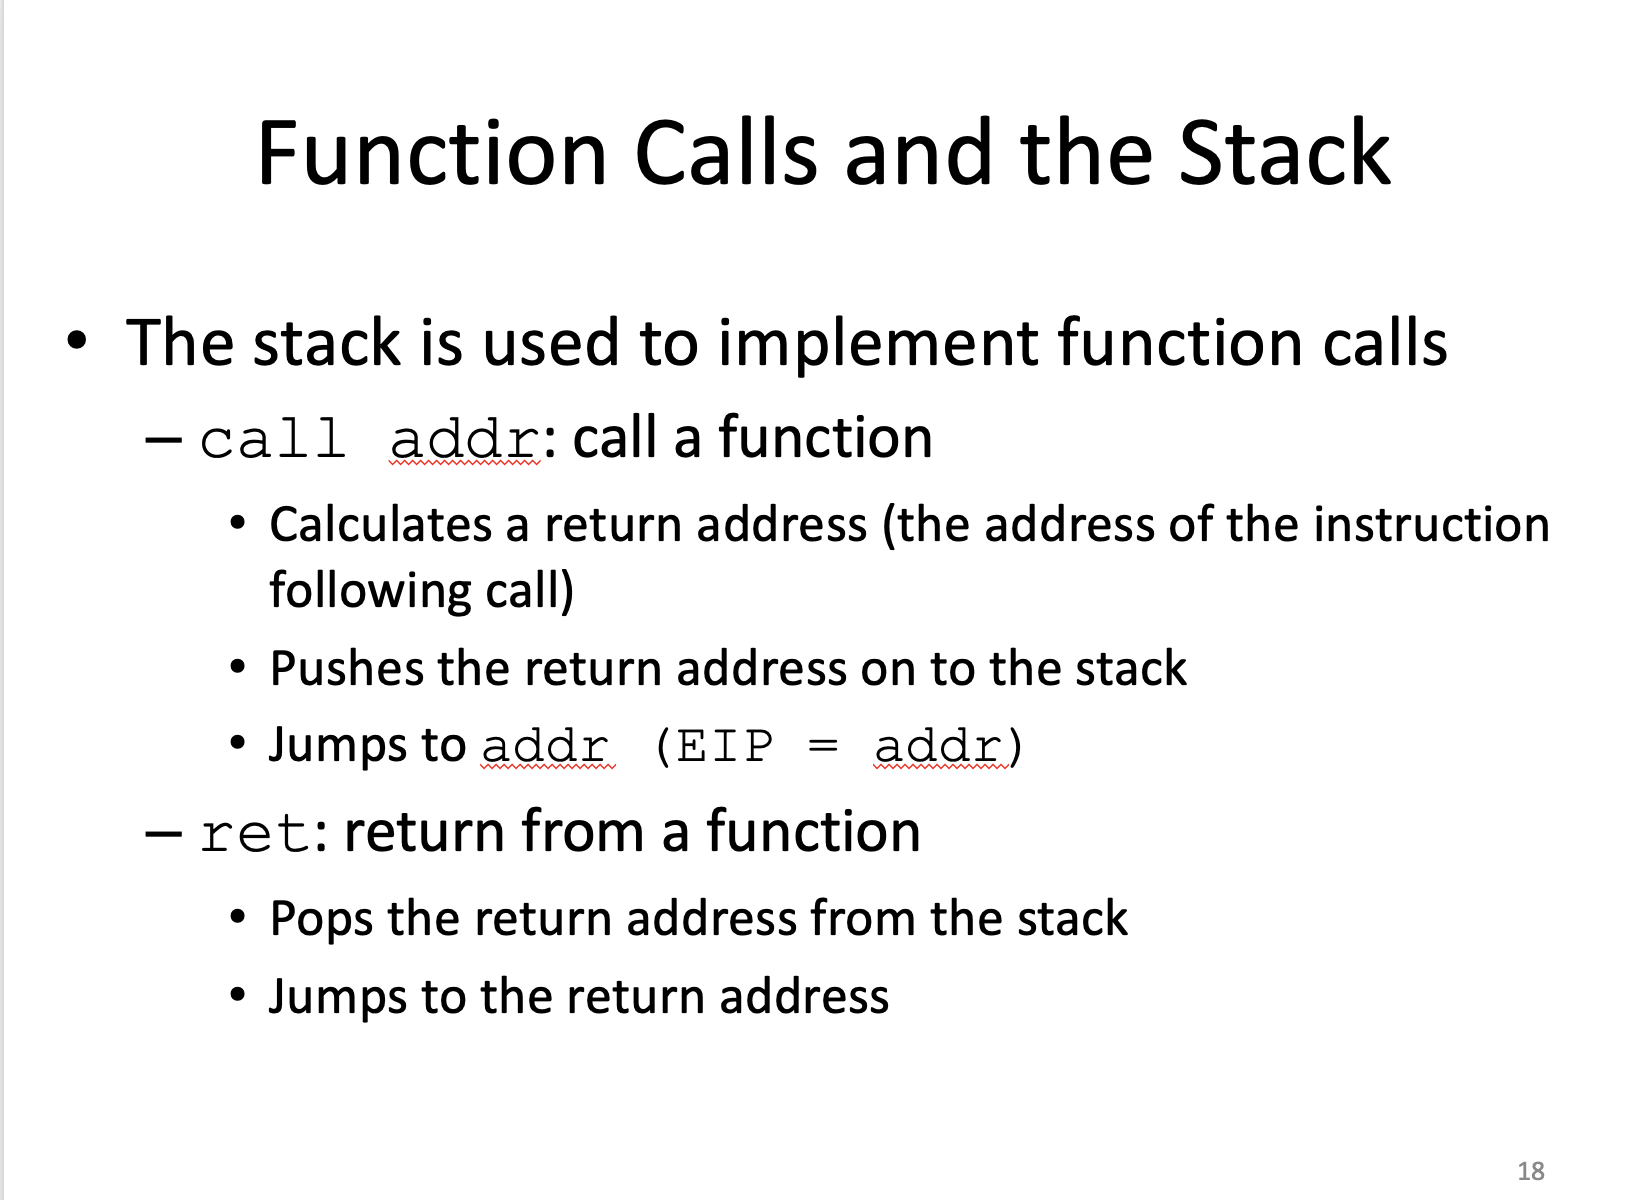 Function Calls and the Stack
• The stack is used to implement function calls
– call addr: call a function
• Calculates a return address (the address of the instruction
following call)
• Pushes the return address on to the stack
• Jumps to addr (EIP = addr)
– ret: return from a function
• Pops the return address from the stack
• Jumps to the return address
18